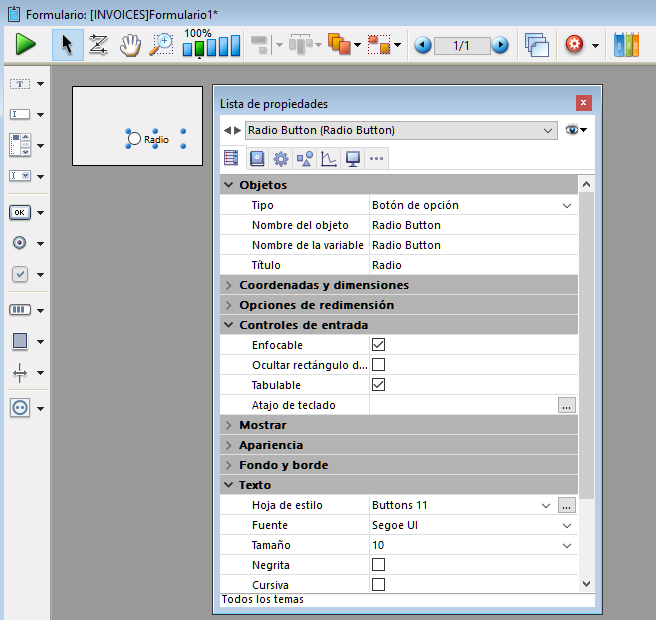 Formulario: [INVOICES]Formulario1*
100%
1/1
T
OK
Radio
Lista de propiedades
Radio Button (Radio Button)
Objetos
Tipo Botón de opción
Nombre del objeto Radio Button
Nombre de la variable Radio Button
Título Radio
Coordenadas y dimensiones
Opciones de redimensión
Controles de entrada
Enfocable
Ocultar rectángulo d...
Tabulable
Atajo de teclado ...
Mostrar
Apariencia
Fondo y borde
Texto
Hoja de estilo Buttons 11 ...
Fuente Segoe UI
Tamaño 10
Negrita
Cursiva
Todos los temas